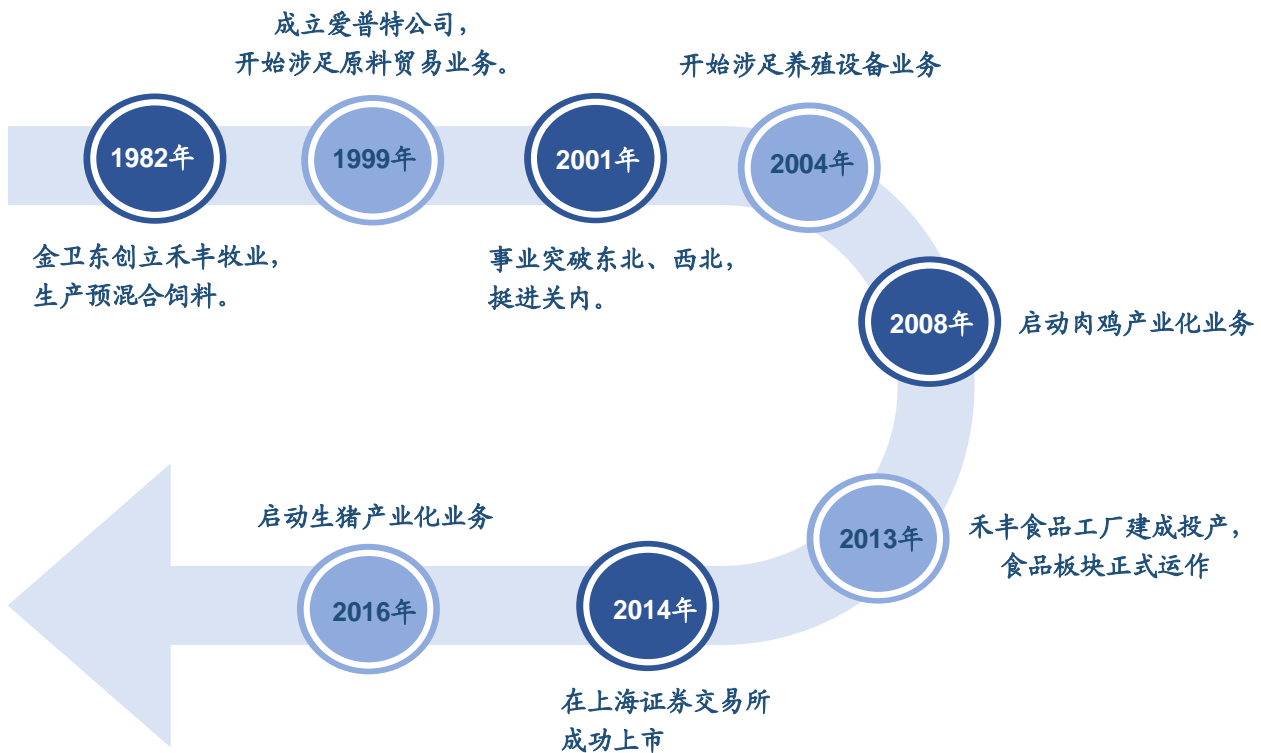 1982年
金卫东创立禾丰牧业，
生产预混合饲料。
1999年
成立爱普特公司，
开始涉足原料贸易业务。
2001年
事业突破东北、西北，
挺进关内。
2004年
开始涉足养殖设备业务
2008年
启动肉鸡产业化业务
2013年
禾丰食品工厂建成投产，
食品板块正式运作
2014年
在上海证券交易所
成功上市
2016年
启动生猪产业化业务